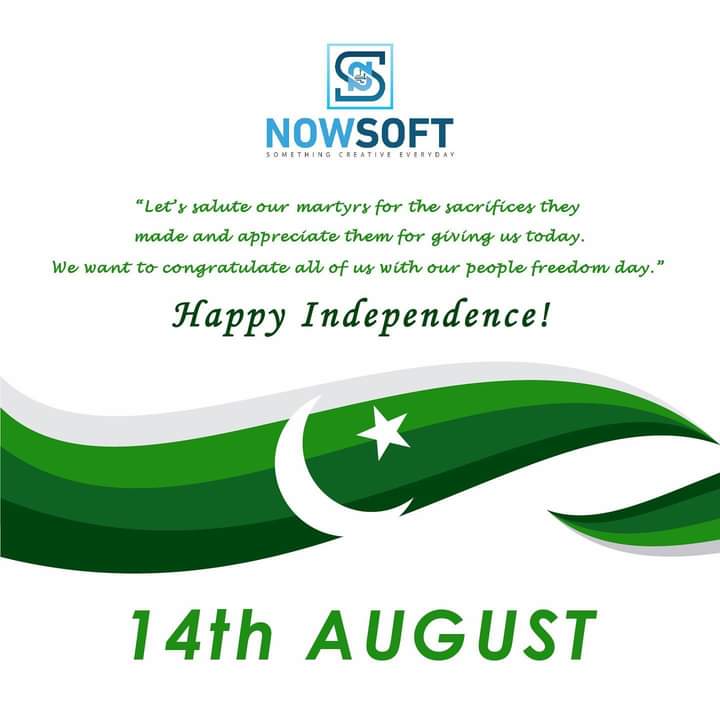 NOWSOFT
SOMETHING CREATIVE EVERYDAY
“Let’s salute our martyrs for the sacrifices they
made and appreciate them for giving us today.
We want to congratulate all of us with our people freedom day.”
Happy Independence!
14th AUGUST